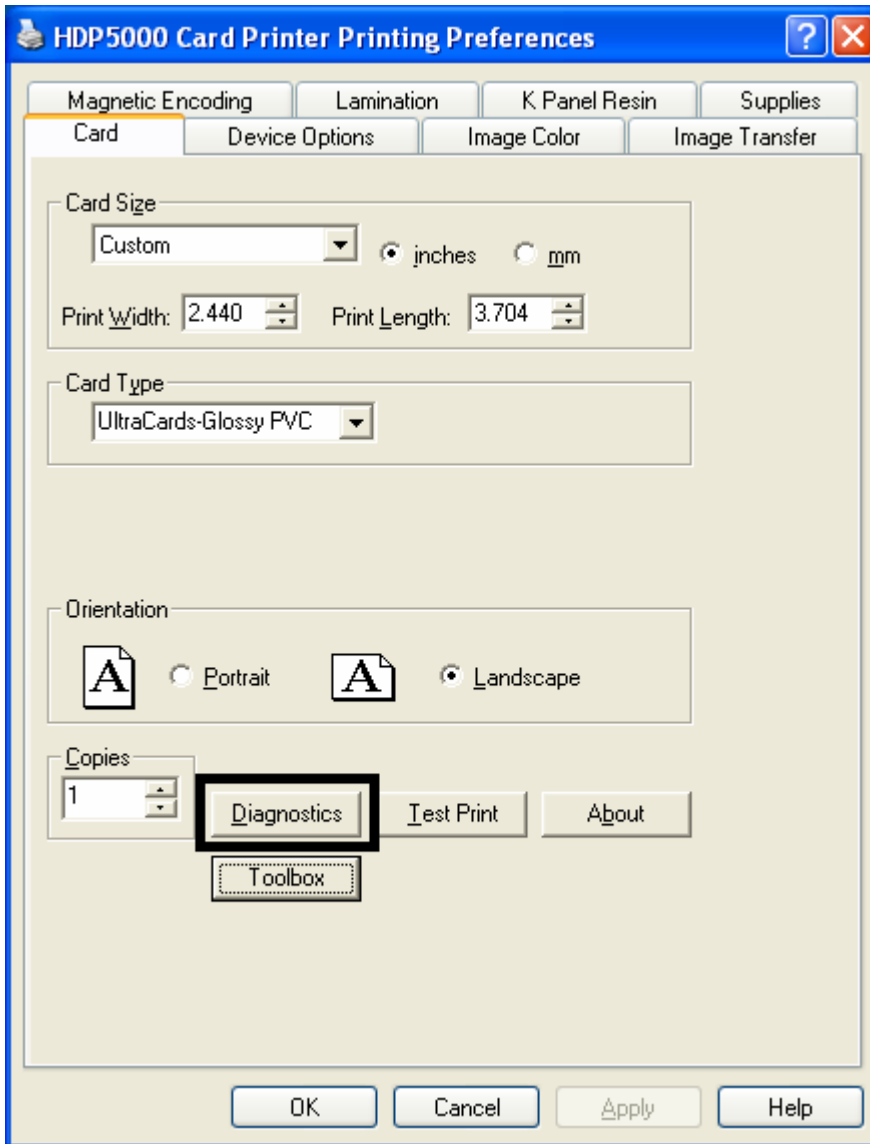 HDP5000 Card Printer Printing Preferences
Magnetic Encoding Lamination K Panel Resin Supplies
Card Device Options Image Color Image Transfer
Card Size
Custom inches mm
Print Width: 2.440 Print Length: 3.704
Card Type
UltraCards-Glossy PVC
Orientation
A Portrait A Landscape
Copies
1 Diagnostics Test Print About
Toolbox
OK Cancel Apply Help